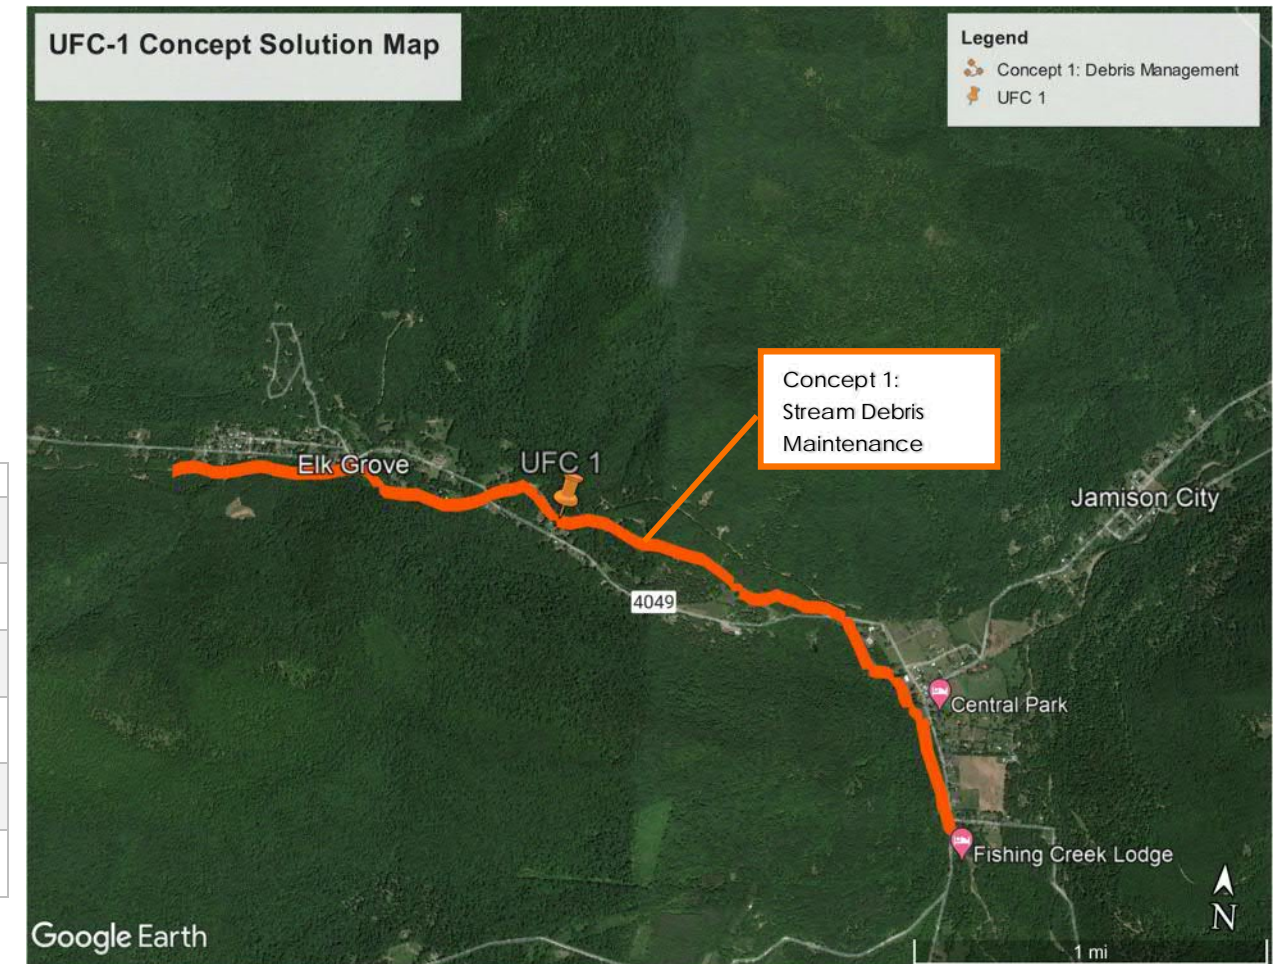 UFC-1 Concept Solution Map
Legend
Concept 1: Debris Management
UFC 1
Concept 1:
Stream Debris
Maintenance
Elk Grove
UFC 1
Jamison City
4049
Central Park
Fishing Creek Lodge
N
Google Earth
1 mi